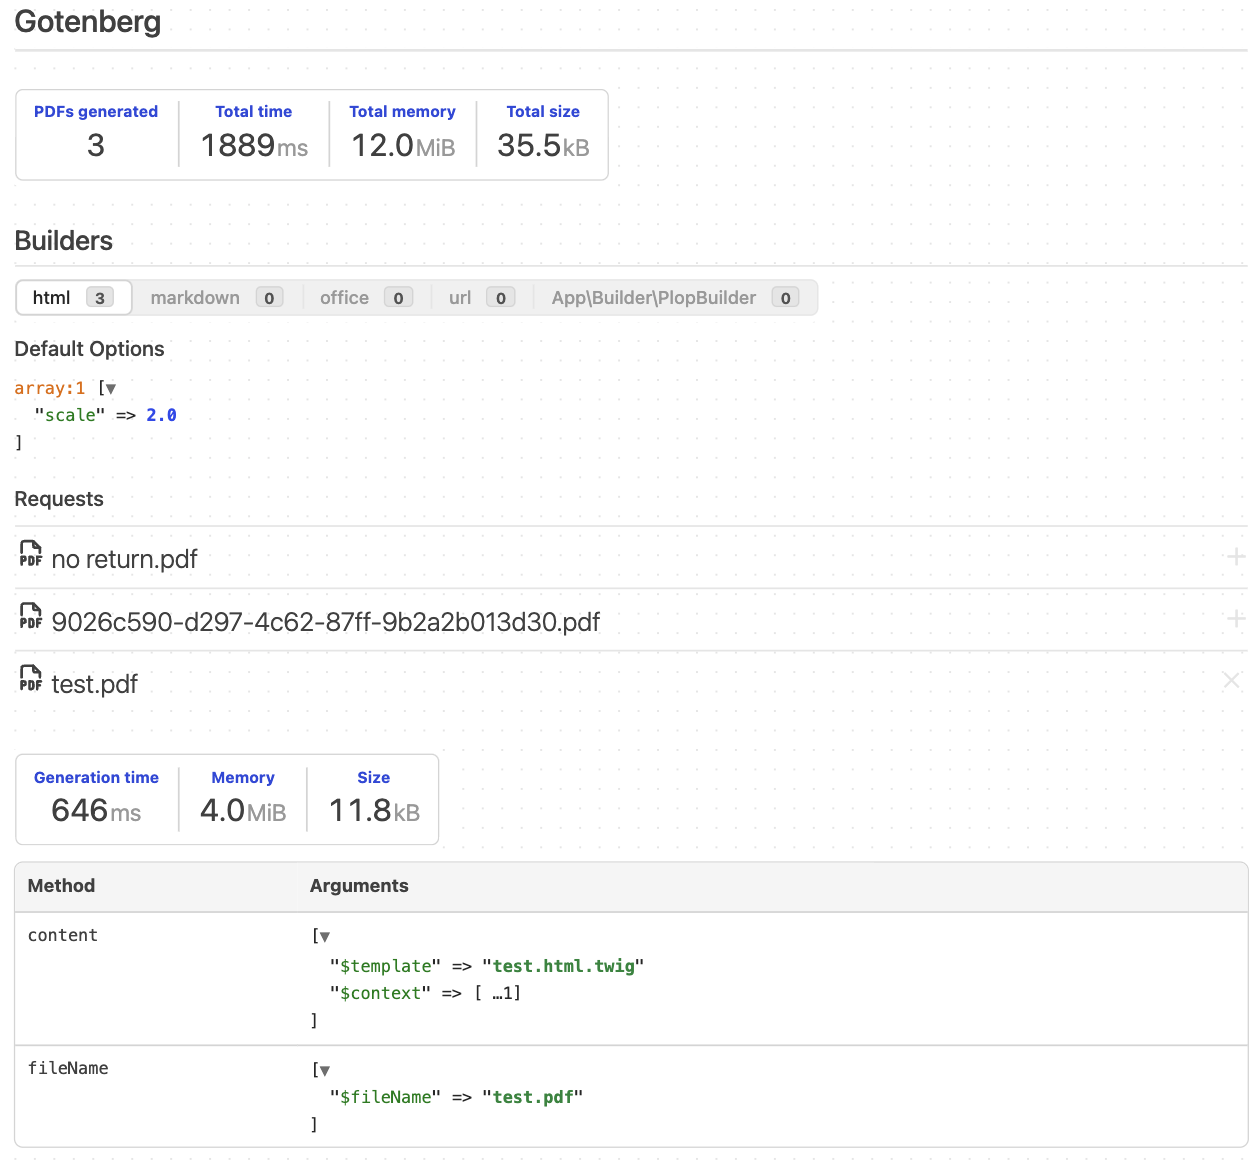 Gotenberg
PDFs generated Total time Total memory Total size
3 1889ms 12.0MiB 35.5kB
Builders
html 3 markdown 0 office 0 url 0 App\Builder\PlopBuilder 0
Default Options
array:1 [▼
"scale" => 2.0
]
Requests
PDF no return.pdf
PDF 9026c590-d297-4c62-87ff-9b2a2b013d30.pdf
PDF test.pdf
Generation time Memory Size
646ms 4.0MiB 11.8kB
Method Arguments
content [▼
"$template" => "test.html.twig"
"$context" => [ …1]
]
fileName [▼
"$fileName" => "test.pdf"
]